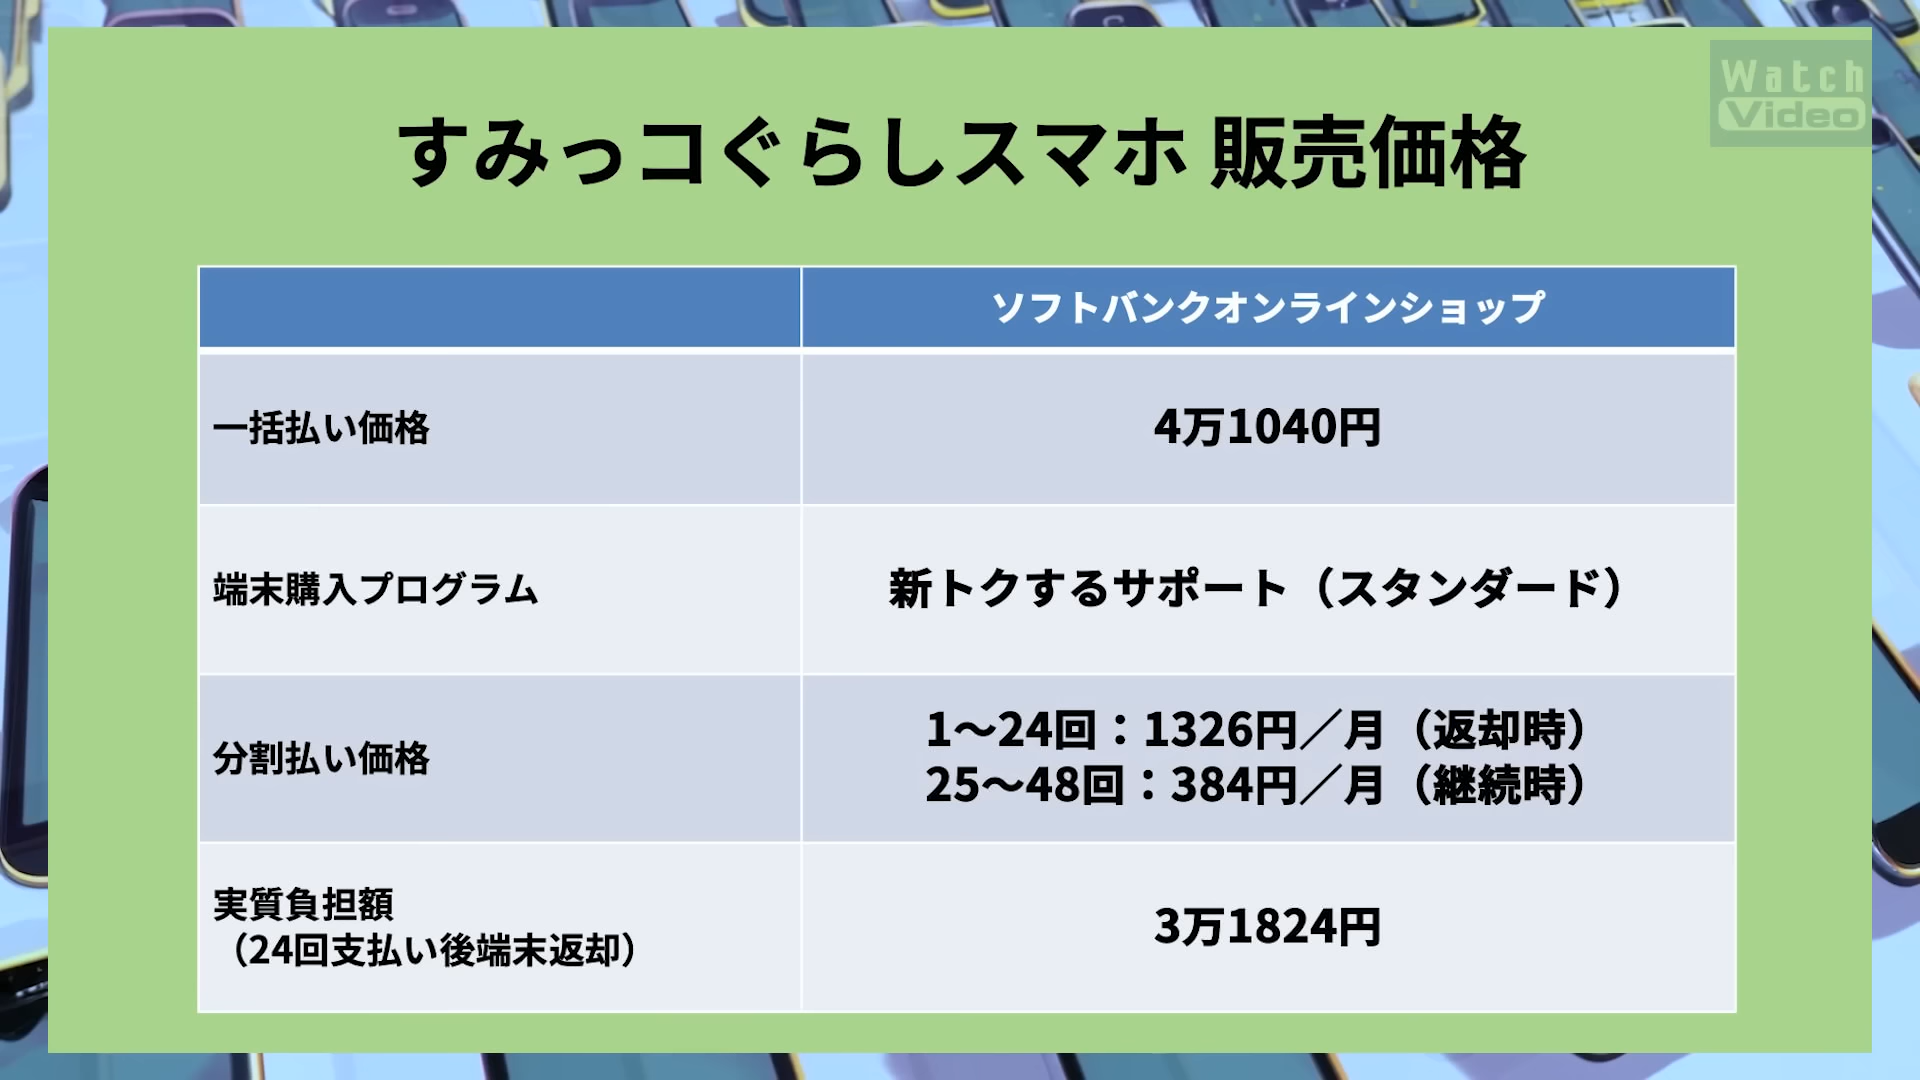 Watch
Video
すみっコぐらしスマホ 販売価格
ソフトバンクオンラインショップ
一括払い価格
4万1040円
端末購入プログラム
新トクするサポート（スタンダード）
分割払い価格
1～24回：1326円／月（返却時）
25～48回：384円／月（継続時）
実質負担額
（24回支払い後端末返却）
3万1824円